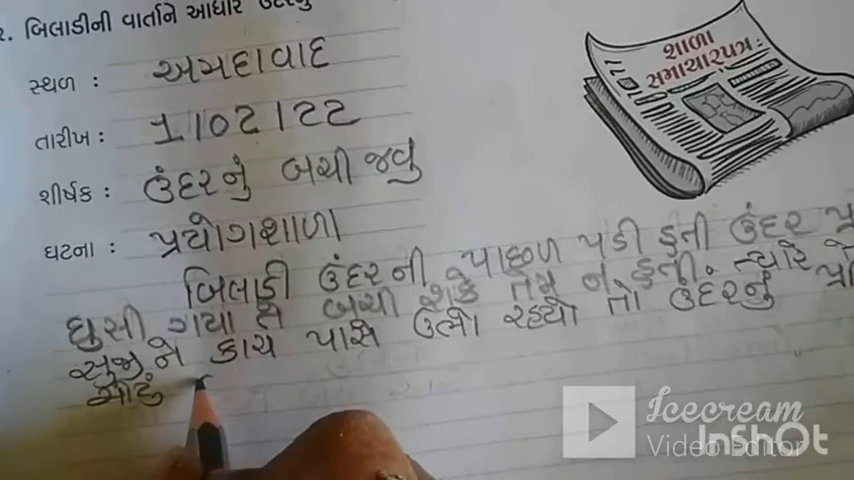 ૨. બિલાડીની વાર્તાને આધારે
શાળા
સમાચારપત્ર
સ્થળ : અમદાવાદ
તારીખ : 1/02/22
શીર્ષક : ઉંદરનું બચી જવુ
ઘટના : પ્રયોગશાળા
બિલાડી ઉંદરની પાછળ પડી હતી ઉંદર
ઘુસી ગયા તે બચી શકે તેમ ન હતી. ત્યારે
કાચ પાસે ઉભો રહ્યો તો ઉંદરનું
મોટું
Icecream
Video Editor
InShOt